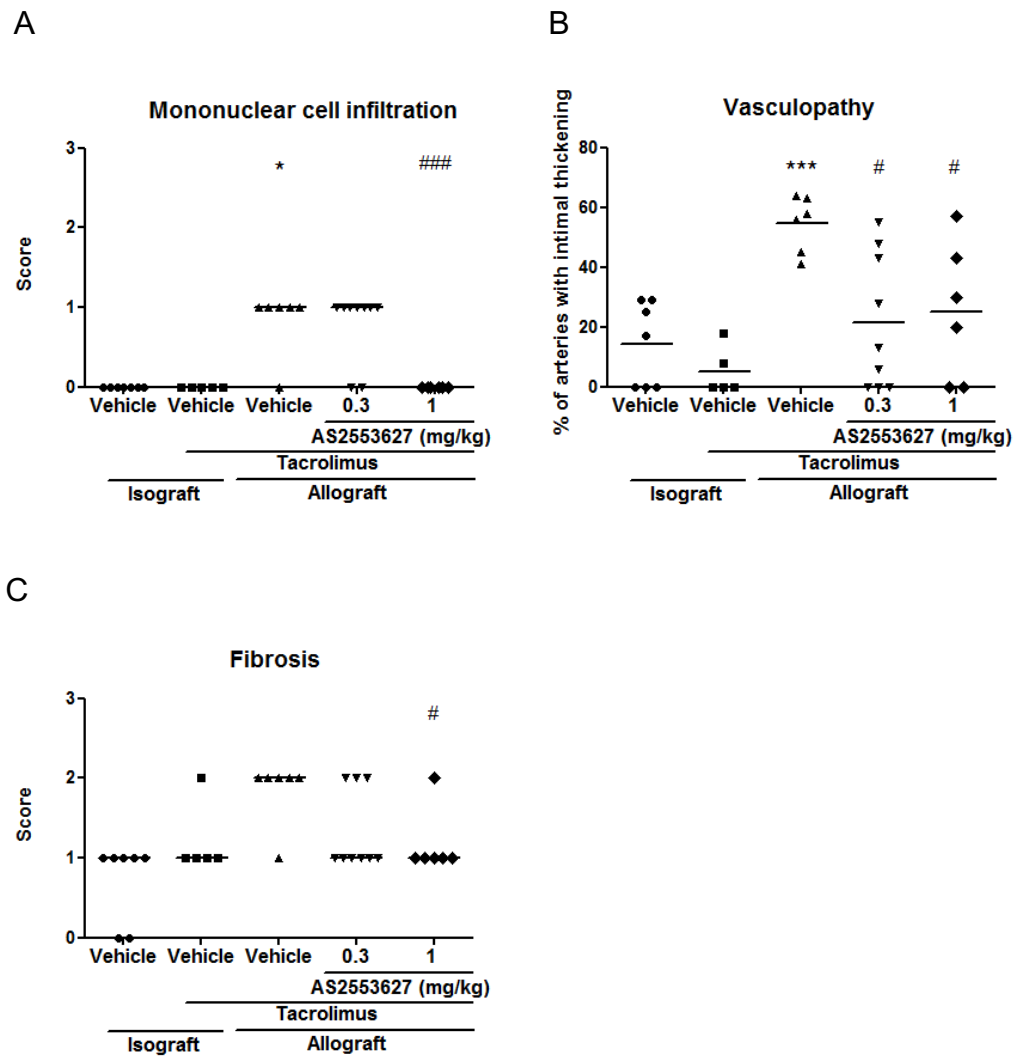 A
Mononuclear cell infiltration
Score
3
2
1
0
* ###
Vehicle Vehicle Vehicle 0.3 1
AS2553627 (mg/kg)
Tacrolimus
Isograft Allograft
B
Vasculopathy
% of arteries with intimal thickening
80
60
40
20
0
*** # #
Vehicle Vehicle Vehicle 0.3 1
AS2553627 (mg/kg)
Tacrolimus
Isograft Allograft
C
Fibrosis
Score
3
2
1
0
#
Vehicle Vehicle Vehicle 0.3 1
AS2553627 (mg/kg)
Tacrolimus
Isograft Allograft